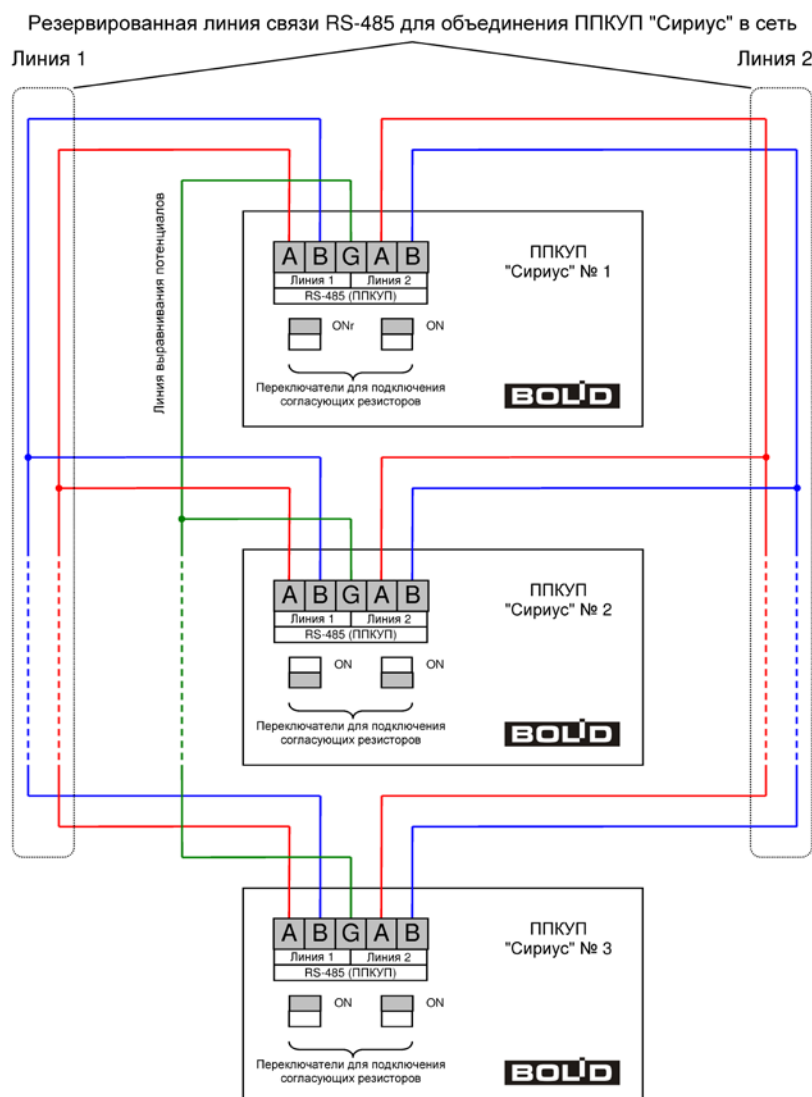 Резервированная линия связи RS-485 для объединения ППКУП "Сириус" в сеть
Линия 1
Линия 2
Линия выравнивания потенциалов
A B G A B
Линия 1 Линия 2
RS-485 (ППКУП)
ONr ON
Переключатели для подключения
согласующих резисторов
ППКУП
"Сириус" № 1
BOLID
A B G A B
Линия 1 Линия 2
RS-485 (ППКУП)
ON ON
Переключатели для подключения
согласующих резисторов
ППКУП
"Сириус" № 2
BOLID
A B G A B
Линия 1 Линия 2
RS-485 (ППКУП)
ON ON
Переключатели для подключения
согласующих резисторов
ППКУП
"Сириус" № 3
BOLID